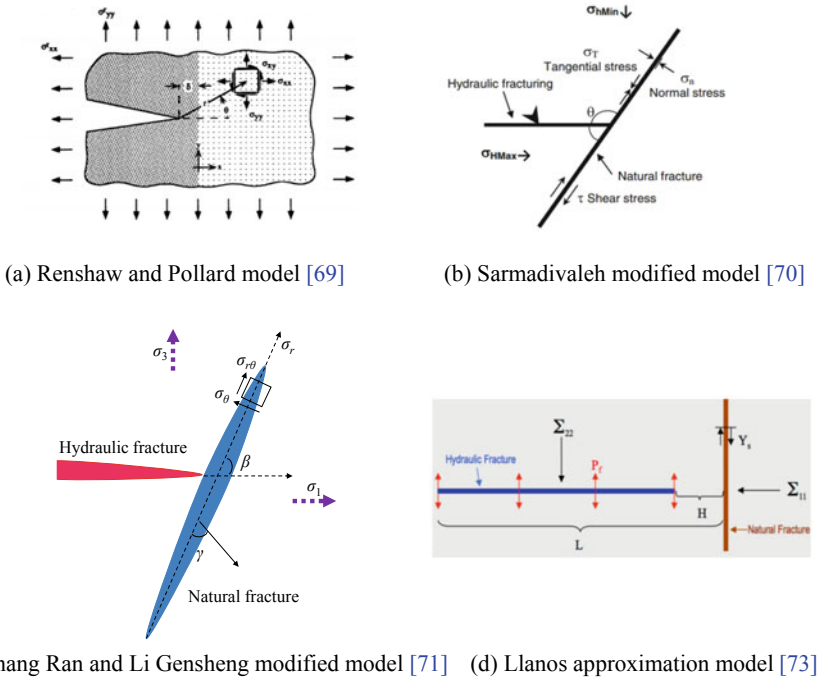 σyy
σxx
σxy
σxx
σyy
δ
r
θ
y
x
(a) Renshaw and Pollard model [69]
σhMin↓
σT
Tangential stress
σn
Normal stress
Hydraulic fracturing
θ
σHMax→
Natural fracture
τ Shear stress
(b) Sarmadivaleh modified model [70]
σ3
σr
σrθ
σθ
Hydraulic fracture
β
σ1
γ
Natural fracture
hang Ran and Li Gensheng modified model [71]
Σ22
Ys
Hydraulic Fracture
Pf
Σ11
H
L
Natural Fracture
(d) Llanos approximation model [73]